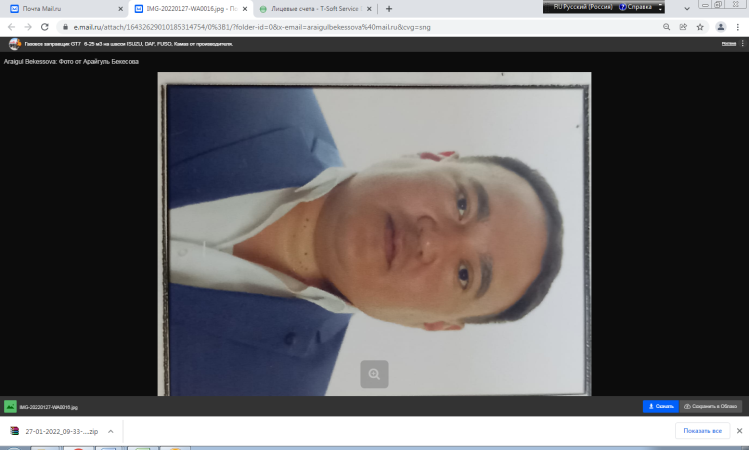 Почта Mail.ru
IMG-20220127-WA0016.jpg - По
Лицевые счета - T-Soft Service
RU Русский (Россия)
Справка
e.mail.ru/attach/16432629010185314754/0%3B1/?folder-id=0&x-email=araigulbekessova%40mail.ru&cvg=sng
Газовое заправщик GT7 6-25 м3 на шасси ISUZU, DAF, FUSO, Камаз от производителя.
Araigul Bekessova: Фото от Арайгуль Бекесова
IMG-20220127-WA0016.jpg
Скачать
Сохранить в Облако
27-01-2022_09-33-....zip
Показать все